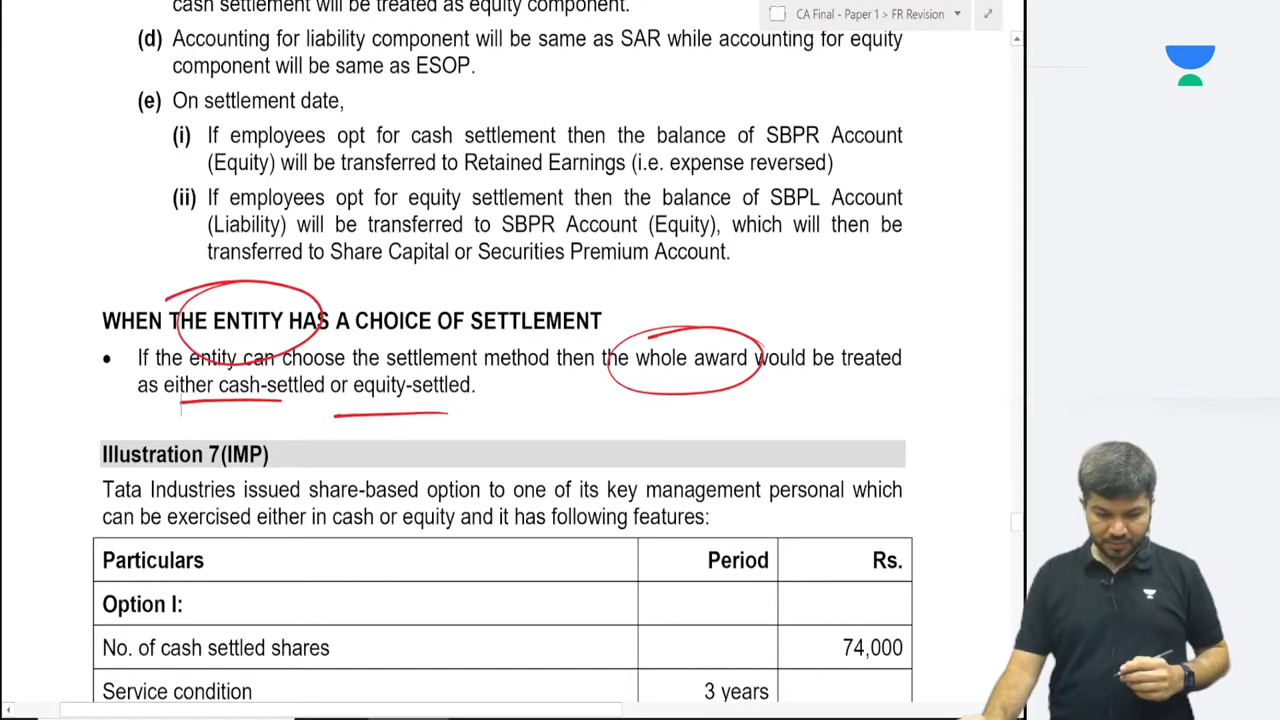 cash settlement will be treated as equity component.
CA Final - Paper 1 > FR Revision
(d) Accounting for liability component will be same as SAR while accounting for equity
component will be same as ESOP.
(e) On settlement date,
(i) If employees opt for cash settlement then the balance of SBPR Account
(Equity) will be transferred to Retained Earnings (i.e. expense reversed)
(ii) If employees opt for equity settlement then the balance of SBPL Account
(Liability) will be transferred to SBPR Account (Equity), which will then be
transferred to Share Capital or Securities Premium Account.
WHEN THE ENTITY HAS A CHOICE OF SETTLEMENT
• If the entity can choose the settlement method then the whole award would be treated
as either cash-settled or equity-settled.
Illustration 7(IMP)
Tata Industries issued share-based option to one of its key management personal which
can be exercised either in cash or equity and it has following features:
Particulars Period Rs.
Option I:
No. of cash settled shares 74,000
Service condition 3 years